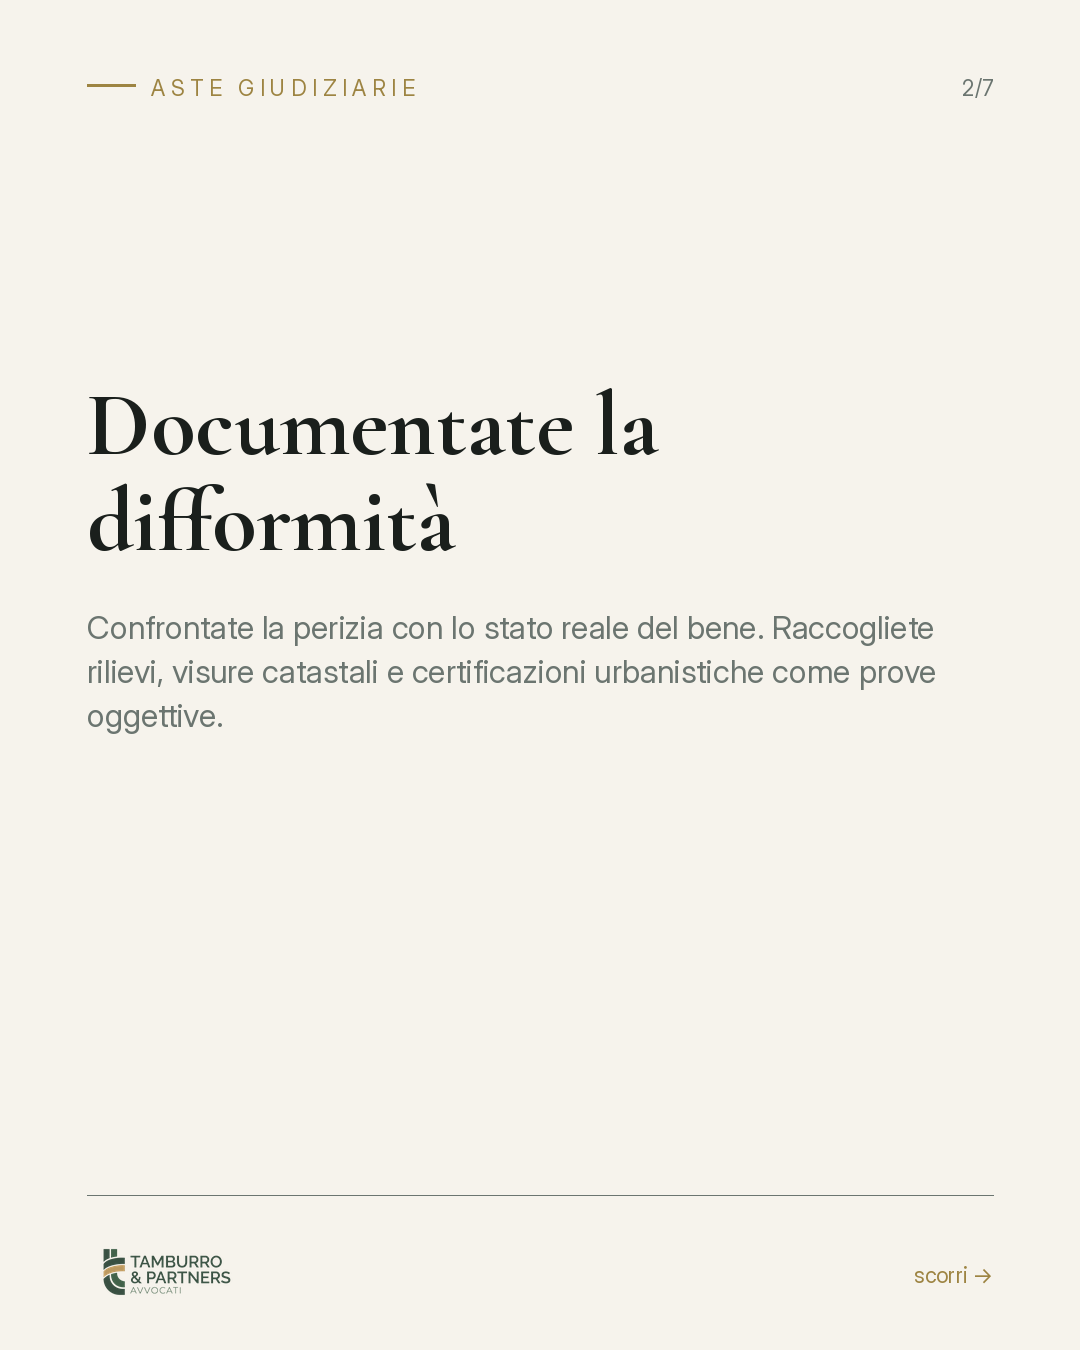 ASTE GIUDIZIARIE
2/7
Documentate la
difformità
Confrontate la perizia con lo stato reale del bene. Raccogliete
rilievi, visure catastali e certificazioni urbanistiche come prove
oggettive.
TAMBURRO
& PARTNERS
AVVOCATI
scorri →